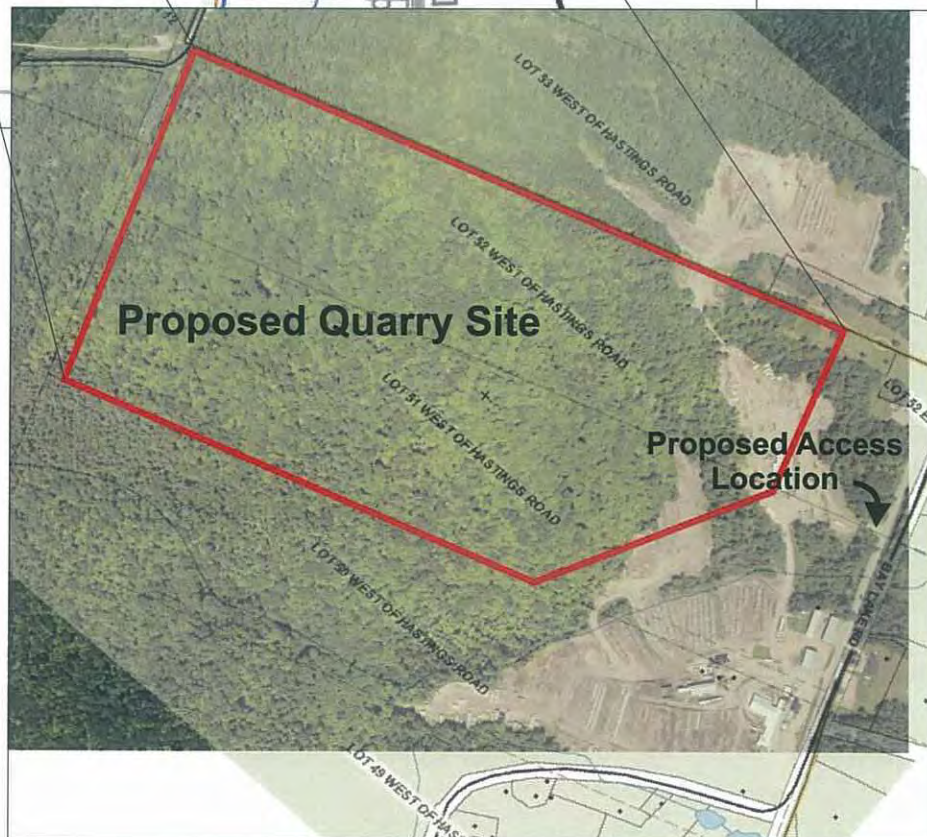 LOT 53 WEST OF HASTINGS ROAD
LOT 52 WEST OF HASTINGS ROAD
Proposed Quarry Site
LOT 51 WEST OF HASTINGS ROAD
LOT 52 E
Proposed Access
Location
LOT 50 WEST OF HASTINGS ROAD
BAY LAKE RD
LOT 49 WEST OF HAS